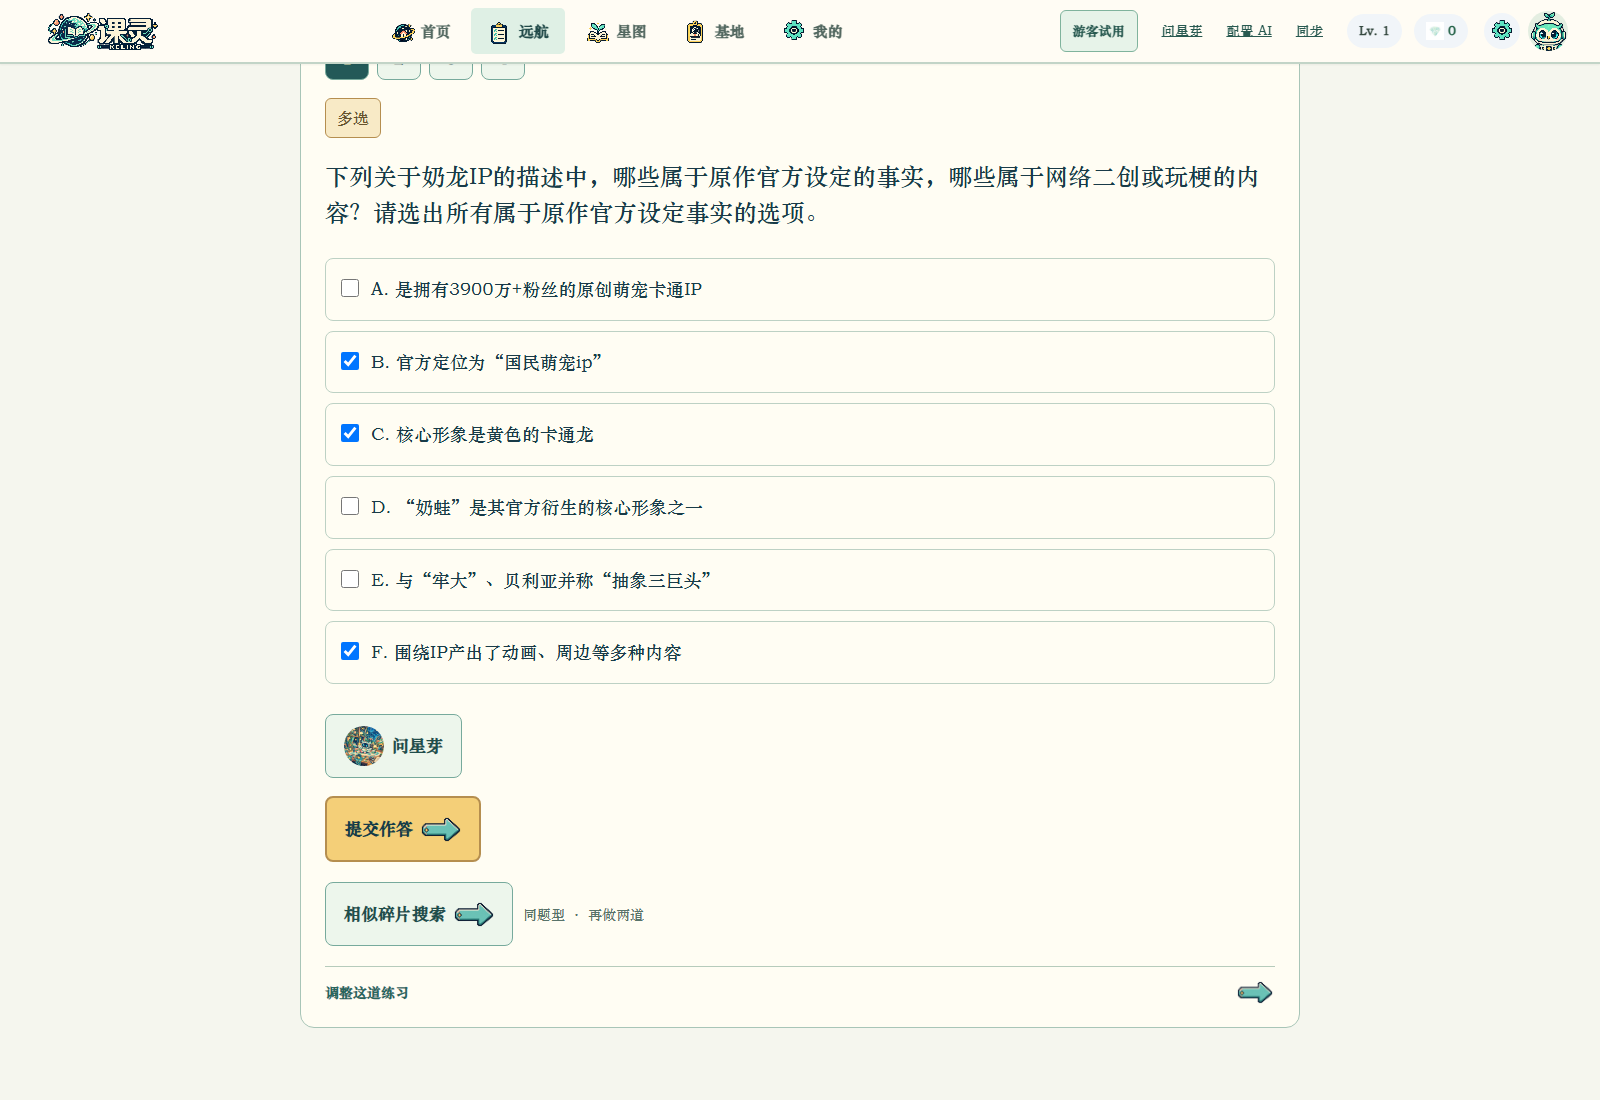 课灵
KELING
首页
远航
星图
基地
我的
游客试用
问星芽
配置 AI
同步
Lv. 1
0
多选
下列关于奶龙IP的描述中，哪些属于原作官方设定的事实，哪些属于网络二创或玩梗的内
容？请选出所有属于原作官方设定事实的选项。
A. 是拥有3900万+粉丝的原创萌宠卡通IP
B. 官方定位为“国民萌宠ip”
C. 核心形象是黄色的卡通龙
D. “奶蛙”是其官方衍生的核心形象之一
E. 与“牢大”、贝利亚并称“抽象三巨头”
F. 围绕IP产出了动画、周边等多种内容
问星芽
提交作答
相似碎片搜索
同题型 · 再做两道
调整这道练习